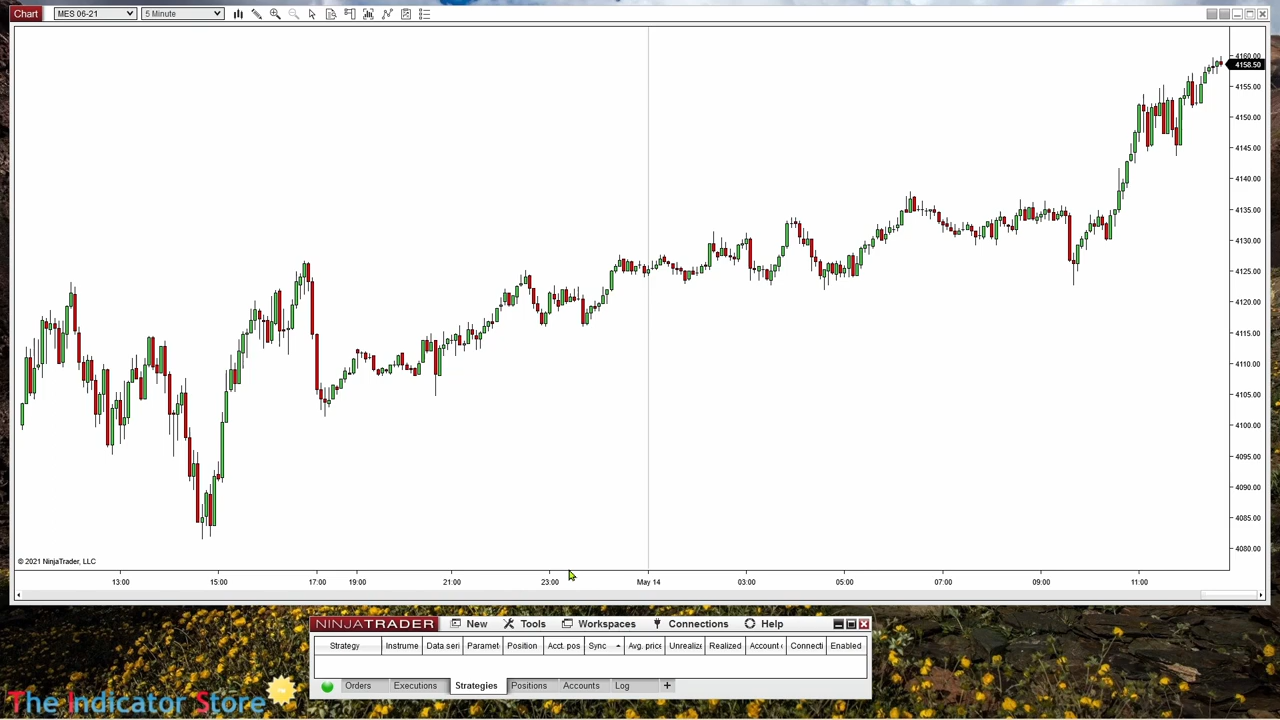 Chart MES 06-21 5 Minute
4160.00
4158.50
4155.00
4150.00
4145.00
4140.00
4135.00
4130.00
4125.00
4120.00
4115.00
4110.00
4105.00
4100.00
4095.00
4090.00
4085.00
4080.00
© 2021 NinjaTrader, LLC
13:00 15:00 17:00 19:00 21:00 23:00 May 14 03:00 05:00 07:00 09:00 11:00
NINJATRADER New Tools Workspaces Connections Help
Strategy Instrume Data seri Paramet Position Acct. pos Sync Avg. price Unrealize Realized Account Connecti Enabled
Orders Executions Strategies Positions Accounts Log +
The Indicator Store